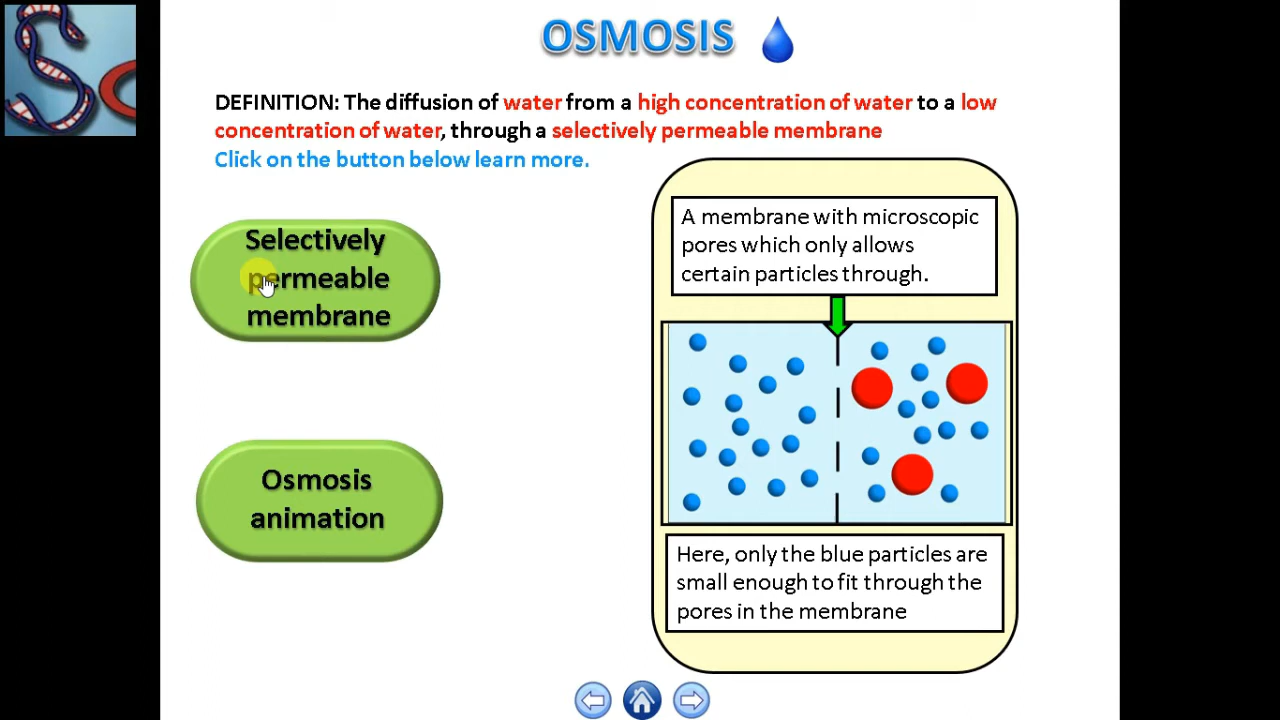 OSMOSIS
DEFINITION: The diffusion of water from a high concentration of water to a low
concentration of water, through a selectively permeable membrane
Click on the button below learn more.
Selectively
permeable
membrane
Osmosis
animation
A membrane with microscopic
pores which only allows
certain particles through.
Here, only the blue particles are
small enough to fit through the
pores in the membrane